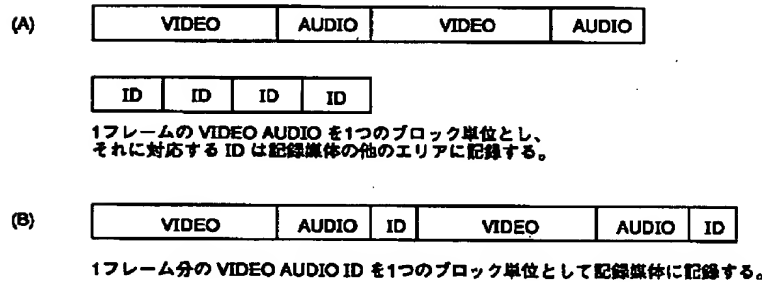 (A)
VIDEO AUDIO VIDEO AUDIO
ID ID ID ID
1フレームの VIDEO AUDIO を1つのブロック単位とし、
それに対応する ID は記録媒体の他のエリアに記録する。
(B)
VIDEO AUDIO ID VIDEO AUDIO ID
1フレーム分の VIDEO AUDIO ID を1つのブロック単位として記録媒体に記録する。